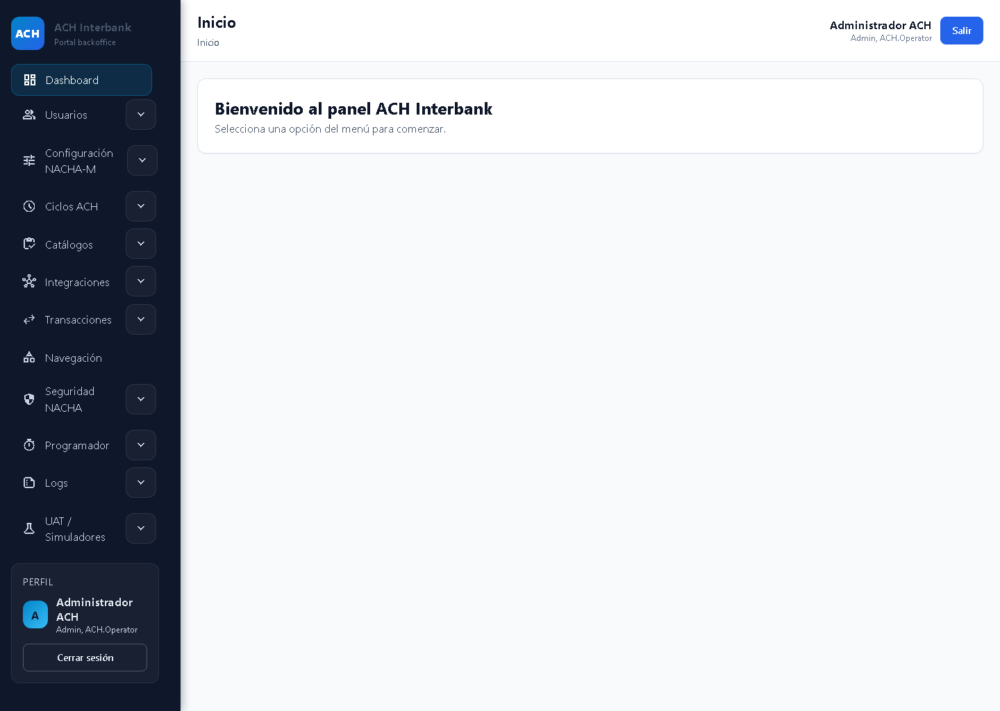 ACH
ACH Interbank
Portal backoffice
Dashboard
Usuarios
Configuración
NACHA-M
Ciclos ACH
Catálogos
Integraciones
Transacciones
Navegación
Seguridad
NACHA
Programador
Logs
UAT /
Simuladores
PERFIL
A
Administrador
ACH
Admin, ACH.Operator
Cerrar sesión
Inicio
Inicio
Administrador ACH
Admin, ACH.Operator
Salir
Bienvenido al panel ACH Interbank
Selecciona una opción del menú para comenzar.